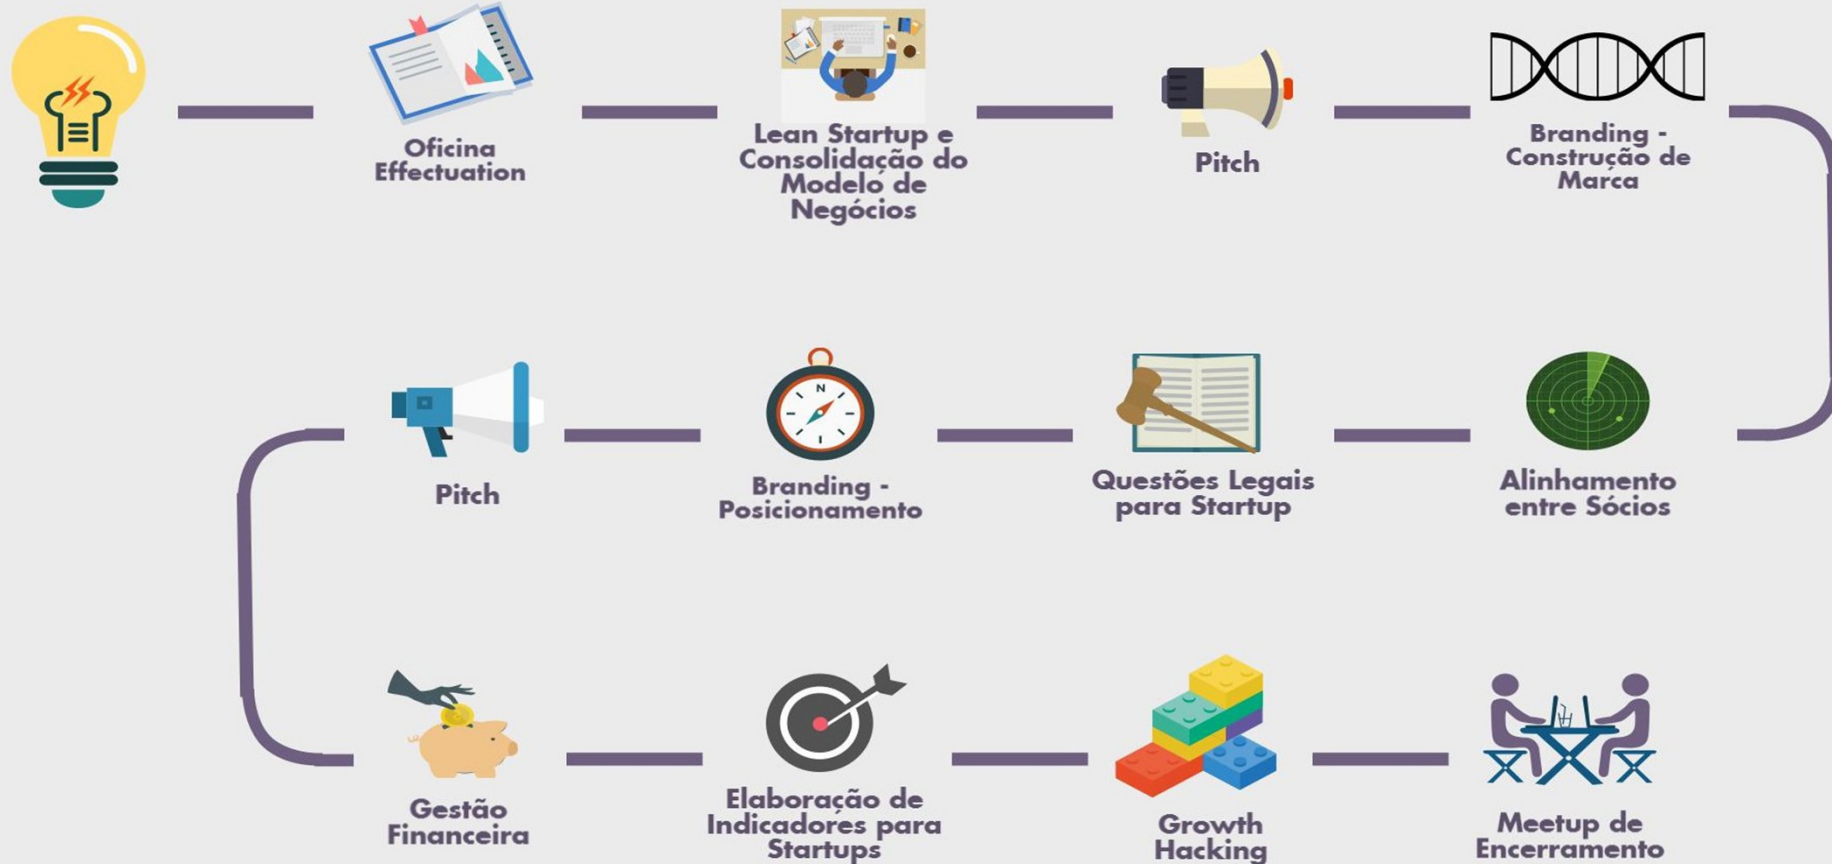 Oficina
Effectuation
Lean Startup e
Consolidação do
Modelo de
Negócios
Pitch
Branding -
Construção de
Marca
Pitch
Branding -
Posicionamento
N
Questões Legais
para Startup
Alinhamento
entre Sócios
Gestão
Financeira
Elaboração de
Indicadores para
Startups
Growth
Hacking
Meetup de
Encerramento